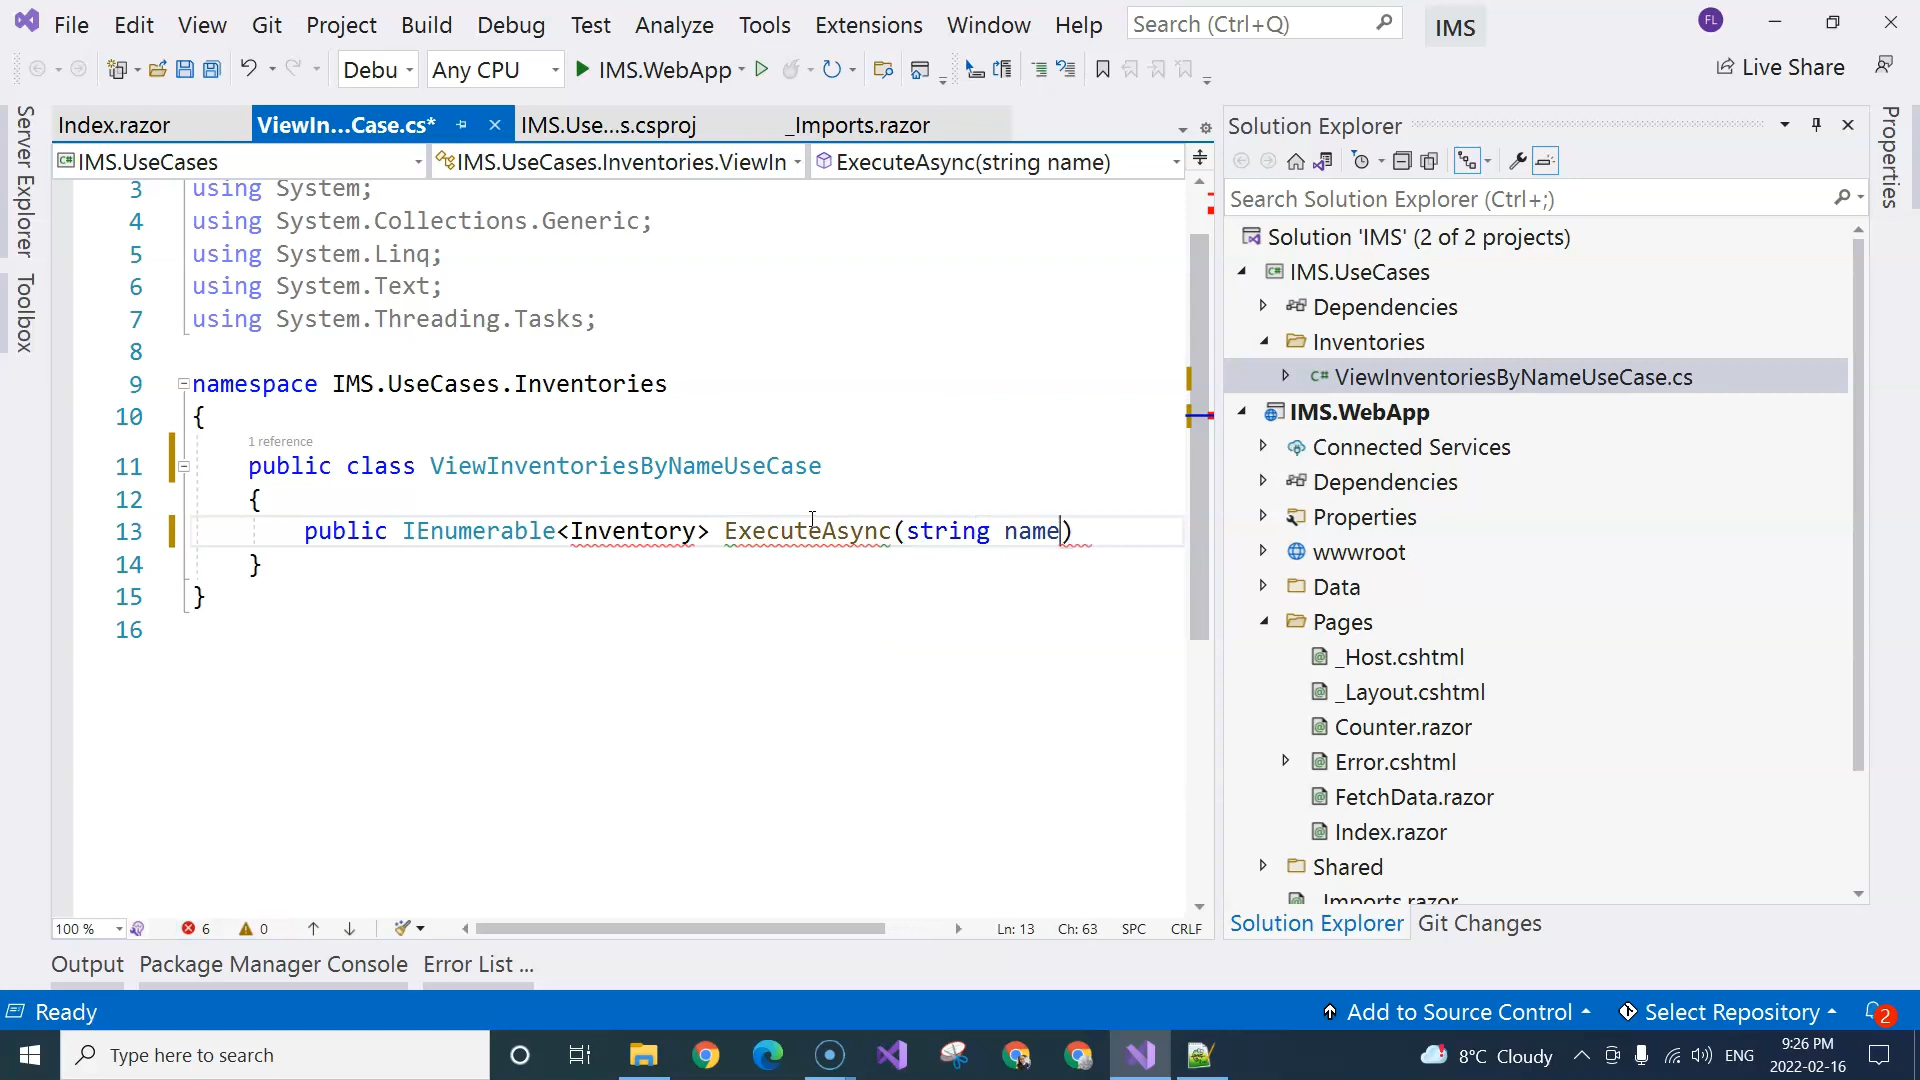 File Edit View Git Project Build Debug Test Analyze Tools Extensions Window Help Search (Ctrl+Q) IMS FL
Debu Any CPU IMS.WebApp Live Share
Server Explorer
Toolbox
Index.razor ViewIn...Case.cs* IMS.Use...s.csproj _Imports.razor
IMS.UseCases IMS.UseCases.Inventories.ViewIn ExecuteAsync(string name)
3 using System;
4 using System.Collections.Generic;
5 using System.Linq;
6 using System.Text;
7 using System.Threading.Tasks;
8
9 namespace IMS.UseCases.Inventories
10 {
1 reference
11 public class ViewInventoriesByNameUseCase
12 {
13 public IEnumerable<Inventory> ExecuteAsync(string name)
14 }
15 }
16
100 % 6 0 Ln: 13 Ch: 63 SPC CRLF
Output Package Manager Console Error List ...
Solution Explorer
Search Solution Explorer (Ctrl+;)
Solution 'IMS' (2 of 2 projects)
IMS.UseCases
Dependencies
Inventories
C# ViewInventoriesByNameUseCase.cs
IMS.WebApp
Connected Services
Dependencies
Properties
wwwroot
Data
Pages
_Host.cshtml
_Layout.cshtml
Counter.razor
Error.cshtml
FetchData.razor
Index.razor
Shared
_Imports.razor
Solution Explorer Git Changes
Properties
Ready Add to Source Control Select Repository 2
Type here to search 8°C Cloudy ENG 9:26 PM
2022-02-16